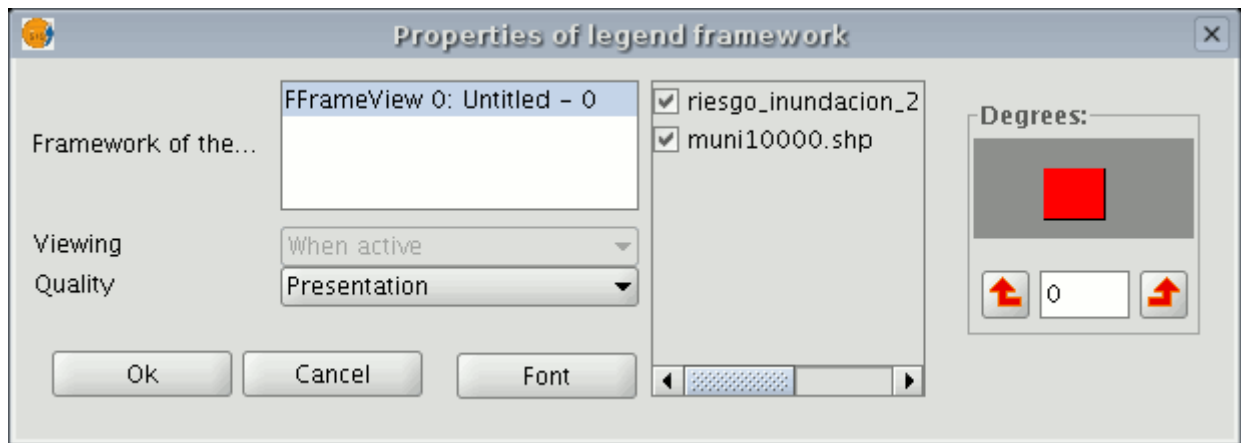 Properties of legend framework
Framework of the...
FFrameView 0: Untitled – 0
riesgo_inundacion_2
muni10000.shp
Degrees:
Viewing
When active
Quality
Presentation
0
Ok
Cancel
Font